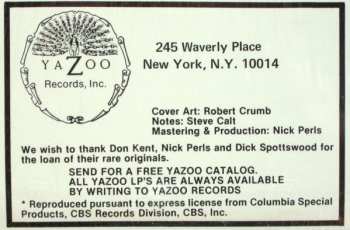 YAZOO
Records, Inc.
245 Waverly Place
New York, N.Y. 10014
Cover Art: Robert Crumb
Notes: Steve Calt
Mastering & Production: Nick Perls
We wish to thank Don Kent, Nick Perls and Dick Spottswood for
the loan of their rare originals.
SEND FOR A FREE YAZOO CATALOG.
ALL YAZOO LP'S ARE ALWAYS AVAILABLE
BY WRITING TO YAZOO RECORDS
* Reproduced pursuant to express license from Columbia Special
Products, CBS Records Division, CBS, Inc.